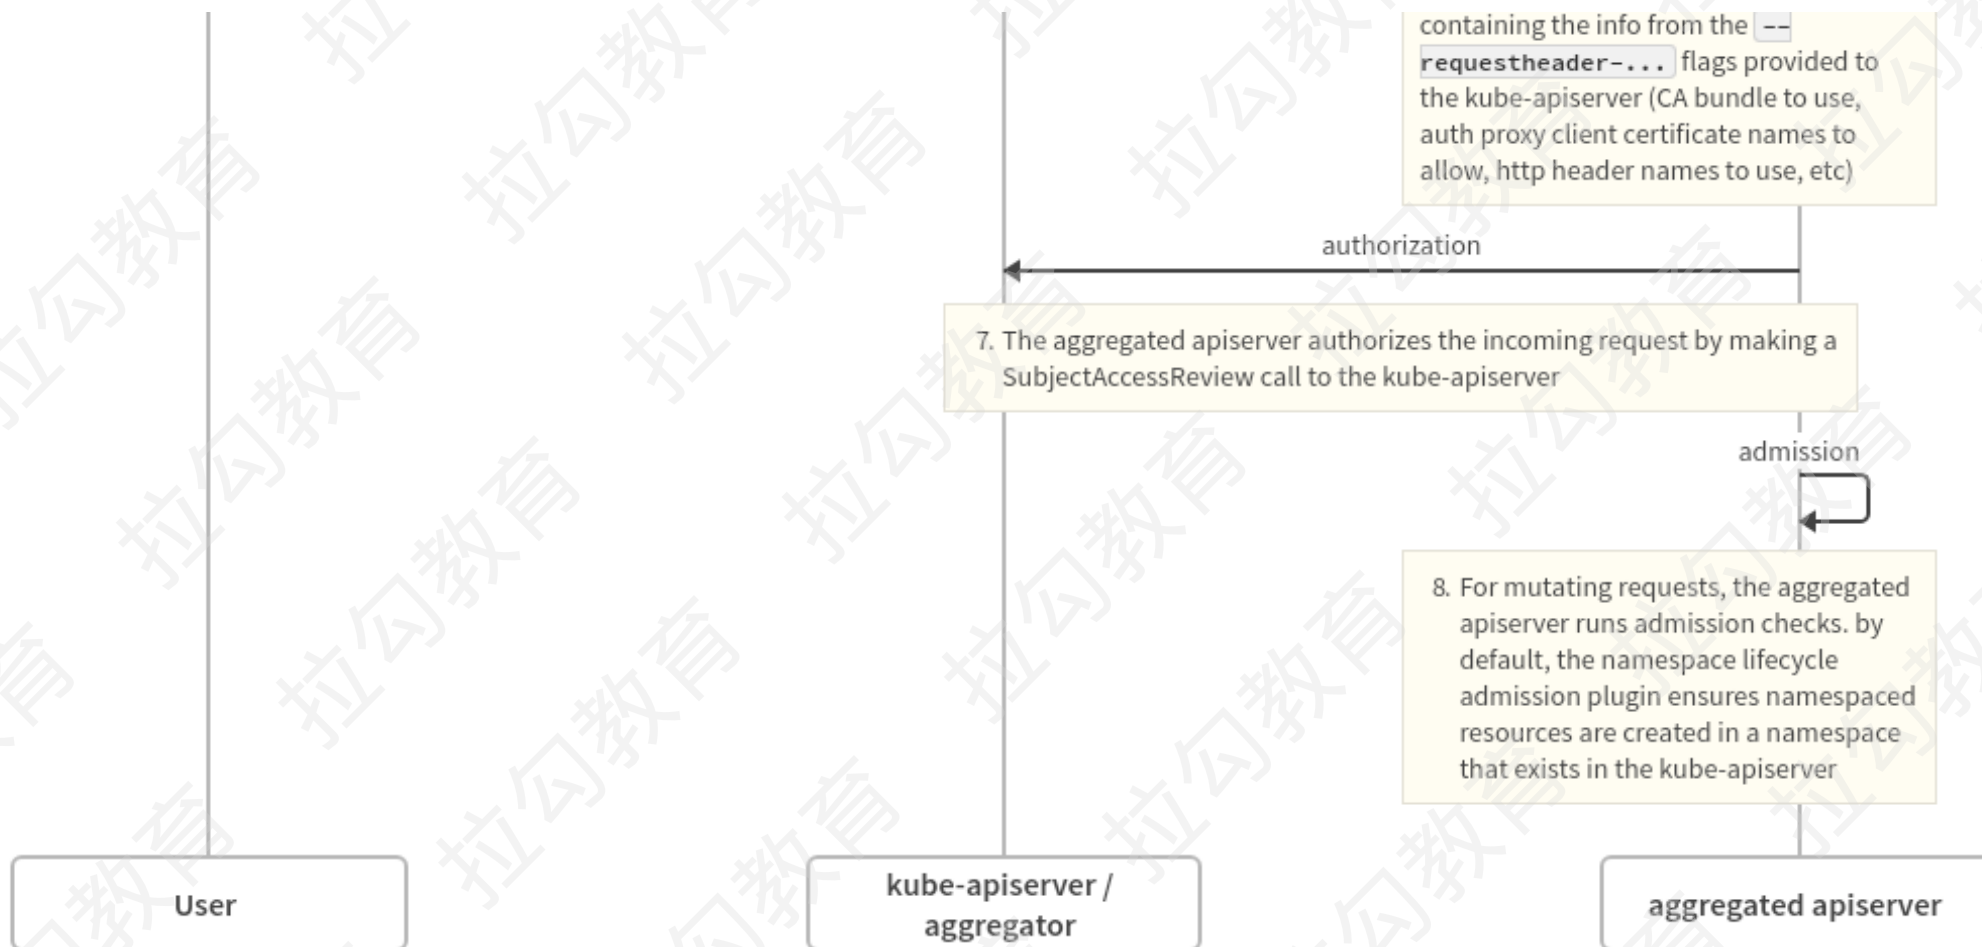 containing the info from the --
requestheader-... flags provided to
the kube-apiserver (CA bundle to use,
auth proxy client certificate names to
allow, http header names to use, etc)
authorization
7. The aggregated apiserver authorizes the incoming request by making a
SubjectAccessReview call to the kube-apiserver
admission
8. For mutating requests, the aggregated
apiserver runs admission checks. by
default, the namespace lifecycle
admission plugin ensures namespaced
resources are created in a namespace
that exists in the kube-apiserver
User
kube-apiserver /
aggregator
aggregated apiserver
拉勾教育